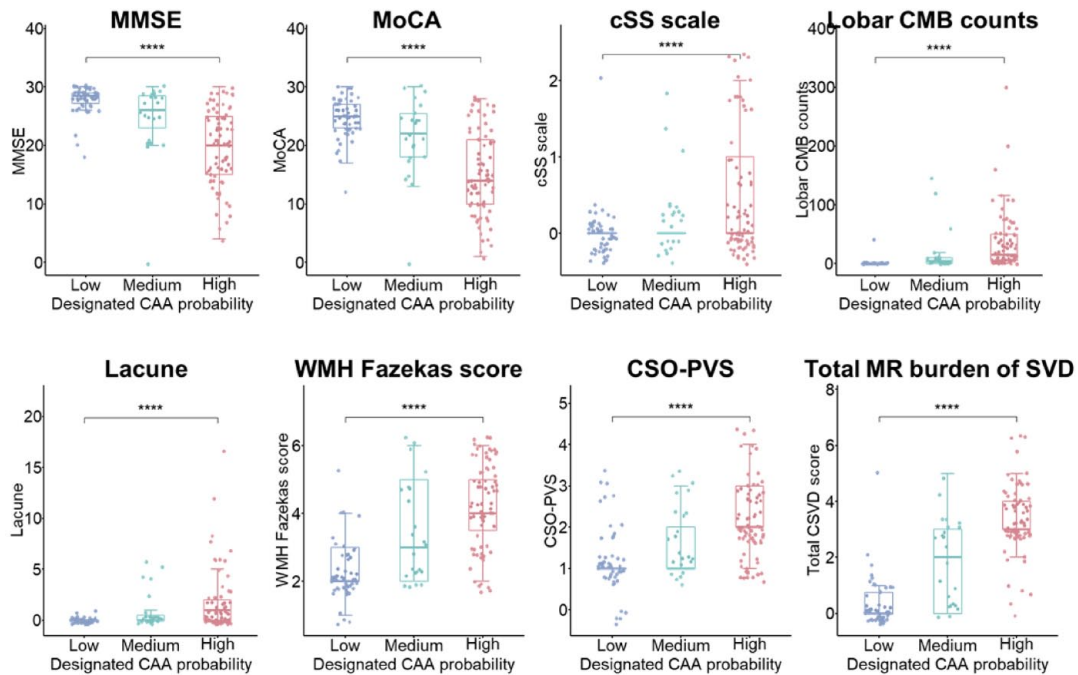 MMSE
MoCA
cSS scale
Lobar CMB counts
40
30
20
10
0
MMSE
****
Low Medium High
Designated CAA probability
40
30
20
10
0
MoCA
****
Low Medium High
Designated CAA probability
2
1
0
cSS scale
****
Low Medium High
Designated CAA probability
400
300
200
100
0
Lobar CMB counts
****
Low Medium High
Designated CAA probability
Lacune
WMH Fazekas score
CSO-PVS
Total MR burden of SVD
20
15
10
5
0
Lacune
****
Low Medium High
Designated CAA probability
6
4
2
WMH Fazekas score
****
Low Medium High
Designated CAA probability
5
4
3
2
1
0
CSO-PVS
****
Low Medium High
Designated CAA probability
8
6
4
2
0
Total CSVD score
****
Low Medium High
Designated CAA probability